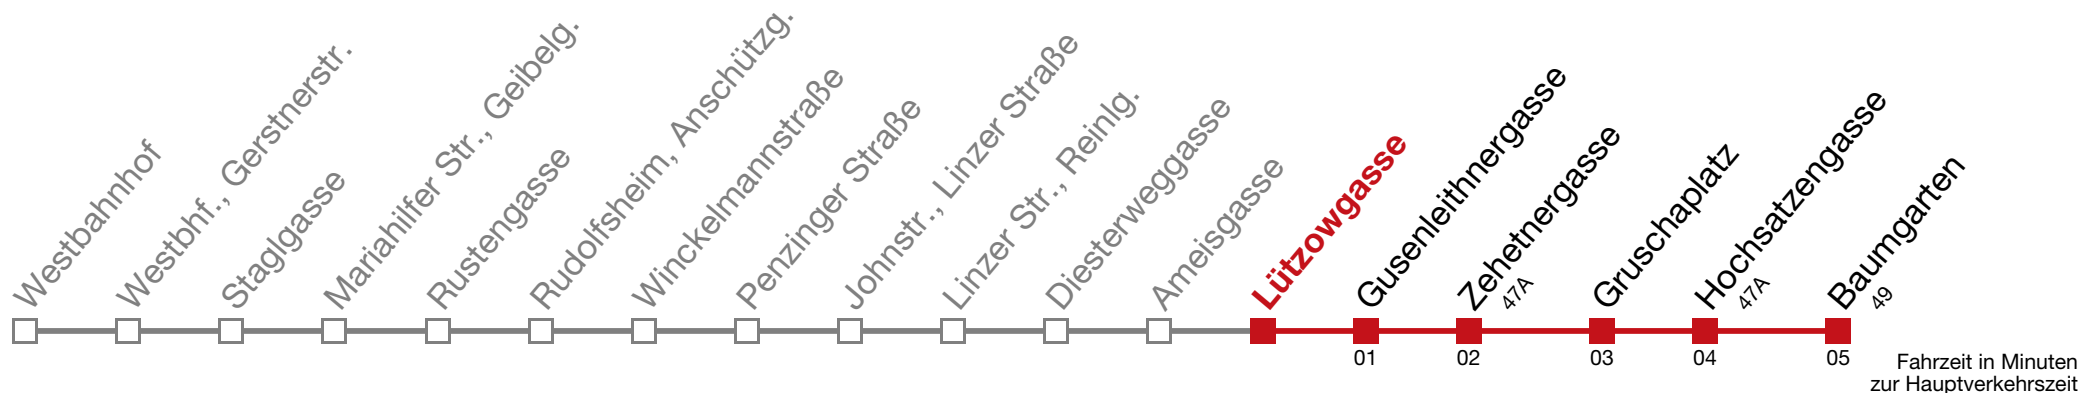 Westbahnhof
Westbhf., Gerstnerstr.
Staglgasse
Mariahilfer Str., Geibelg.
Rustengasse
Rudolfsheim, Anschützg.
Winckelmannstraße
Penzinger Straße
Johnstr., Linzer Straße
Linzer Str., Reinlg.
Diesterweggasse
Ameisgasse
Lützowgasse
Gusenleithnergasse
Zehetnergasse
47A
Gruschaplatz
Hochsatzengasse
47A
Baumgarten
49
01
02
03
04
05
Fahrzeit in Minuten
zur Hauptverkehrszeit